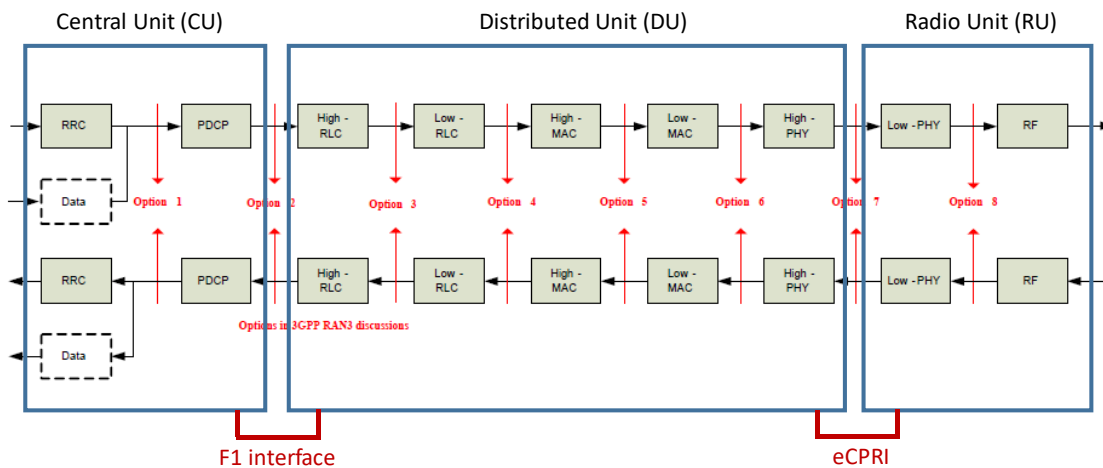 Central Unit (CU)
Distributed Unit (DU)
Radio Unit (RU)
RRC
PDCP
High -
RLC
Low -
RLC
High -
MAC
Low -
MAC
High -
PHY
Low - PHY
RF
Data
Option 1
Option 2
Option 3
Option 4
Option 5
Option 6
Option 7
Option 8
RRC
PDCP
High -
RLC
Low -
RLC
High -
MAC
Low -
MAC
High -
PHY
Low - PHY
RF
Data
Options in 3GPP RAN3 discussions
F1 interface
eCPRI